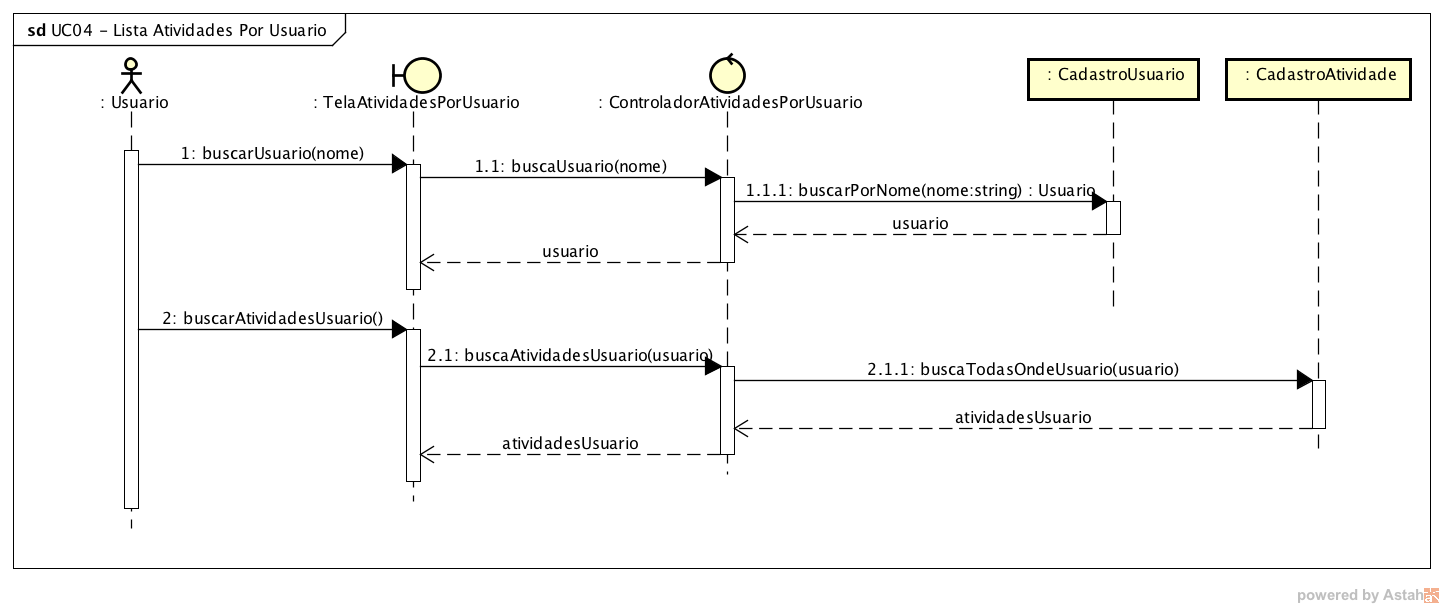 sd UC04 - Lista Atividades Por Usuario
: Usuario
: TelaAtividadesPorUsuario
: ControladorAtividadesPorUsuario
: CadastroUsuario
: CadastroAtividade
1: buscarUsuario(nome)
1.1: buscaUsuario(nome)
1.1.1: buscarPorNome(nome:string) : Usuario
usuario
usuario
2: buscarAtividadesUsuario()
2.1: buscaAtividadesUsuario(usuario)
2.1.1: buscaTodasOndeUsuario(usuario)
atividadesUsuario
atividadesUsuario
powered by Astah